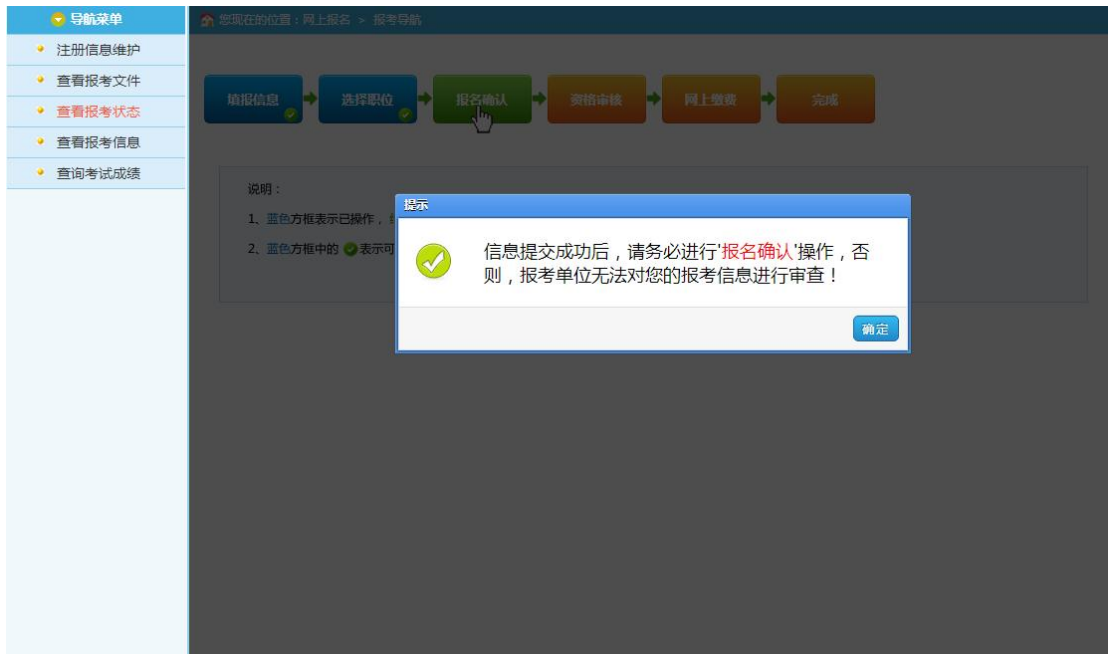 导航菜单
您现在的位置：网上报名 > 报考导航
注册信息维护
查看报考文件
查看报考状态
查看报考信息
查询考试成绩
填报信息
选择职位
报名确认
资格审核
网上缴费
完成
说明：
1、蓝色方框表示已操作，
2、蓝色方框中的 表示可
提示
信息提交成功后，请务必进行'报名确认'操作，否
则，报考单位无法对您的报考信息进行审查！
确定